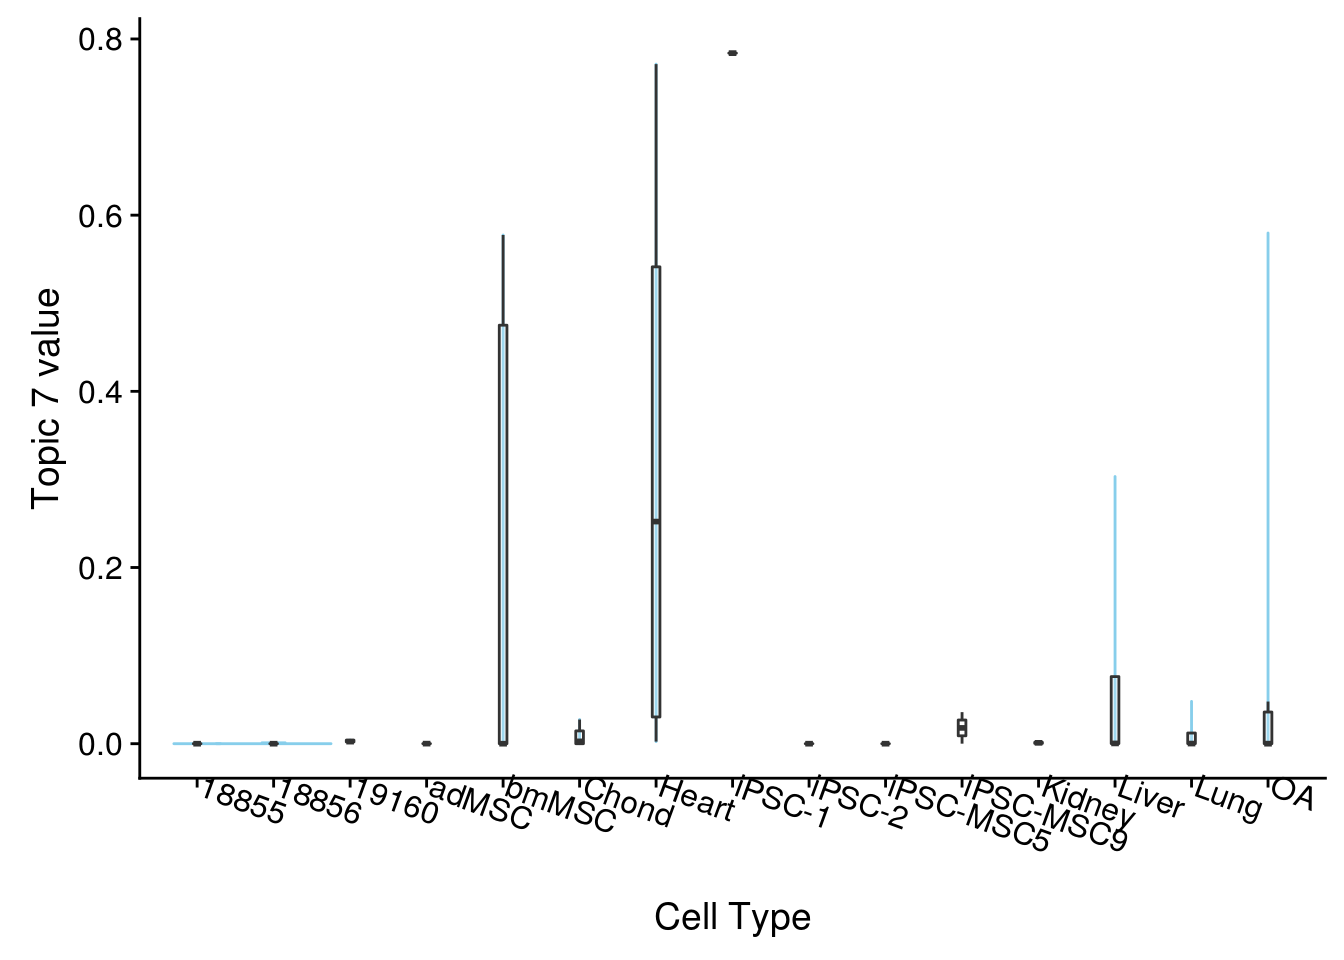 0.8
0.6
0.4
0.2
0.0
Topic 7 value
18855
18856
19160
adMSC
bmMSC
Chond
Heart
iPSC-1
iPSC-2
iPSC-MSC5
iPSC-MSC9
Kidney
Liver
Lung
OA
Cell Type